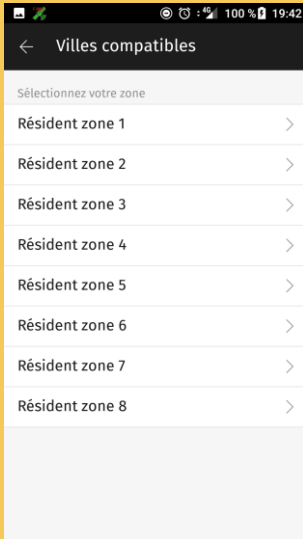 4G 100 % 19:42
Villes compatibles
Sélectionnez votre zone
Résident zone 1
Résident zone 2
Résident zone 3
Résident zone 4
Résident zone 5
Résident zone 6
Résident zone 7
Résident zone 8